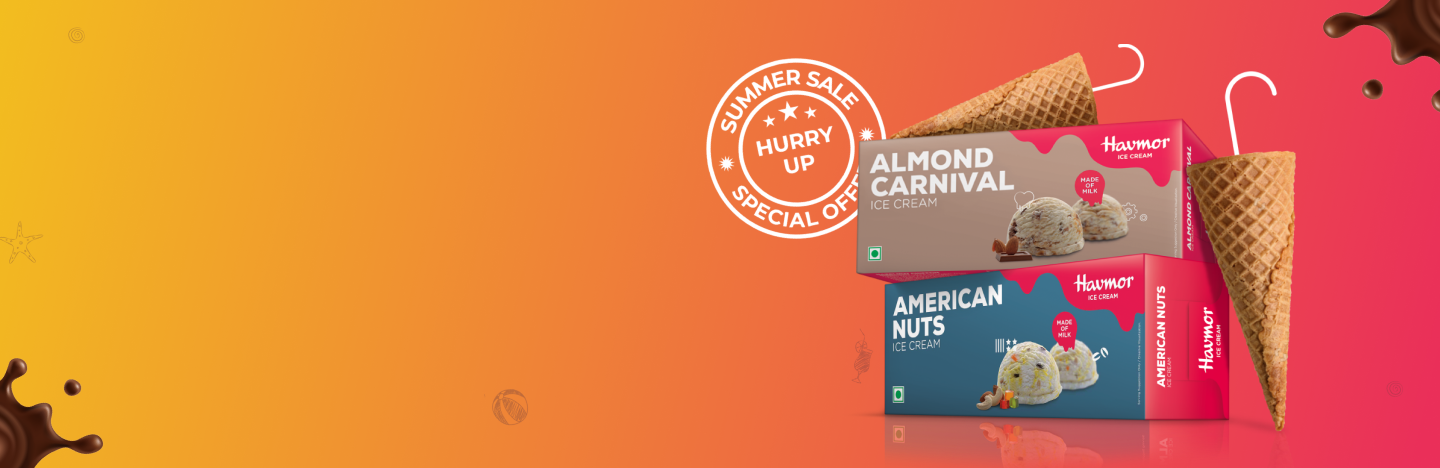 SUMMER SALE
HURRY
UP
SPECIAL OFFE
ALMOND
CARNIVAL
ICE CREAM
MADE
OF
MILK
Havmor
ICE CREAM
ALMOND CARNIVAL
AMERICAN
NUTS
ICE CREAM
MADE
OF
MILK
Havmor
ICE CREAM
AMERICAN NUTS
ICE CREAM
Havmor
ICE CREAM